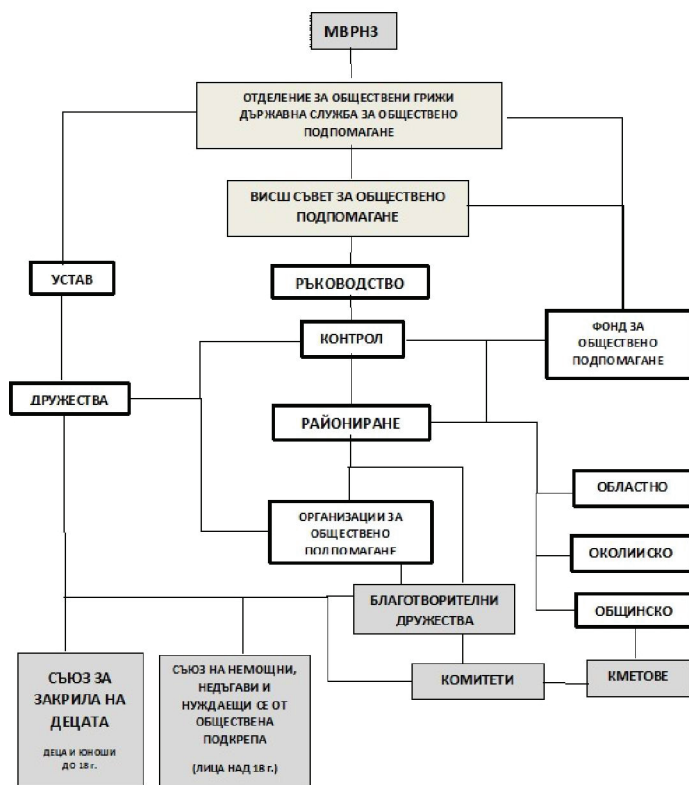 МВРНЗ
ОТДЕЛЕНИЕ ЗА ОБЩЕСТВЕНИ ГРИЖИ
ДЪРЖАВНА СЛУЖБА ЗА ОБЩЕСТВЕНО
ПОДПОМАГАНЕ
ВИСШ СЪВЕТ ЗА ОБЩЕСТВЕНО
ПОДПОМАГАНЕ
УСТАВ
РЪКОВОДСТВО
КОНТРОЛ
ФОНД ЗА
ОБЩЕСТВЕНО
ПОДПОМАГАНЕ
ДРУЖЕСТВА
РАЙОНИРАНЕ
ОБЛАСТНО
ОРГАНИЗАЦИИ ЗА
ОБЩЕСТВЕНО
ПОДПОМАГАНЕ
ОКОЛИИСКО
БЛАГОТВОРИТЕЛНИ
ДРУЖЕСТВА
ОБЩИНСКО
СЪЮЗ ЗА
ЗАКРИЛА НА
ДЕЦАТА
ДЕЦА И ЮНОШИ
ДО 18 г.
СЪЮЗ НА НЕМОЩНИ,
НЕДЪГАВИ И
НУЖДАЕЩИ СЕ ОТ
ОБЩЕСТВЕНА
ПОДКРЕПА
(ЛИЦА НАД 18 г.)
КОМИТЕТИ
КМЕТОВЕ